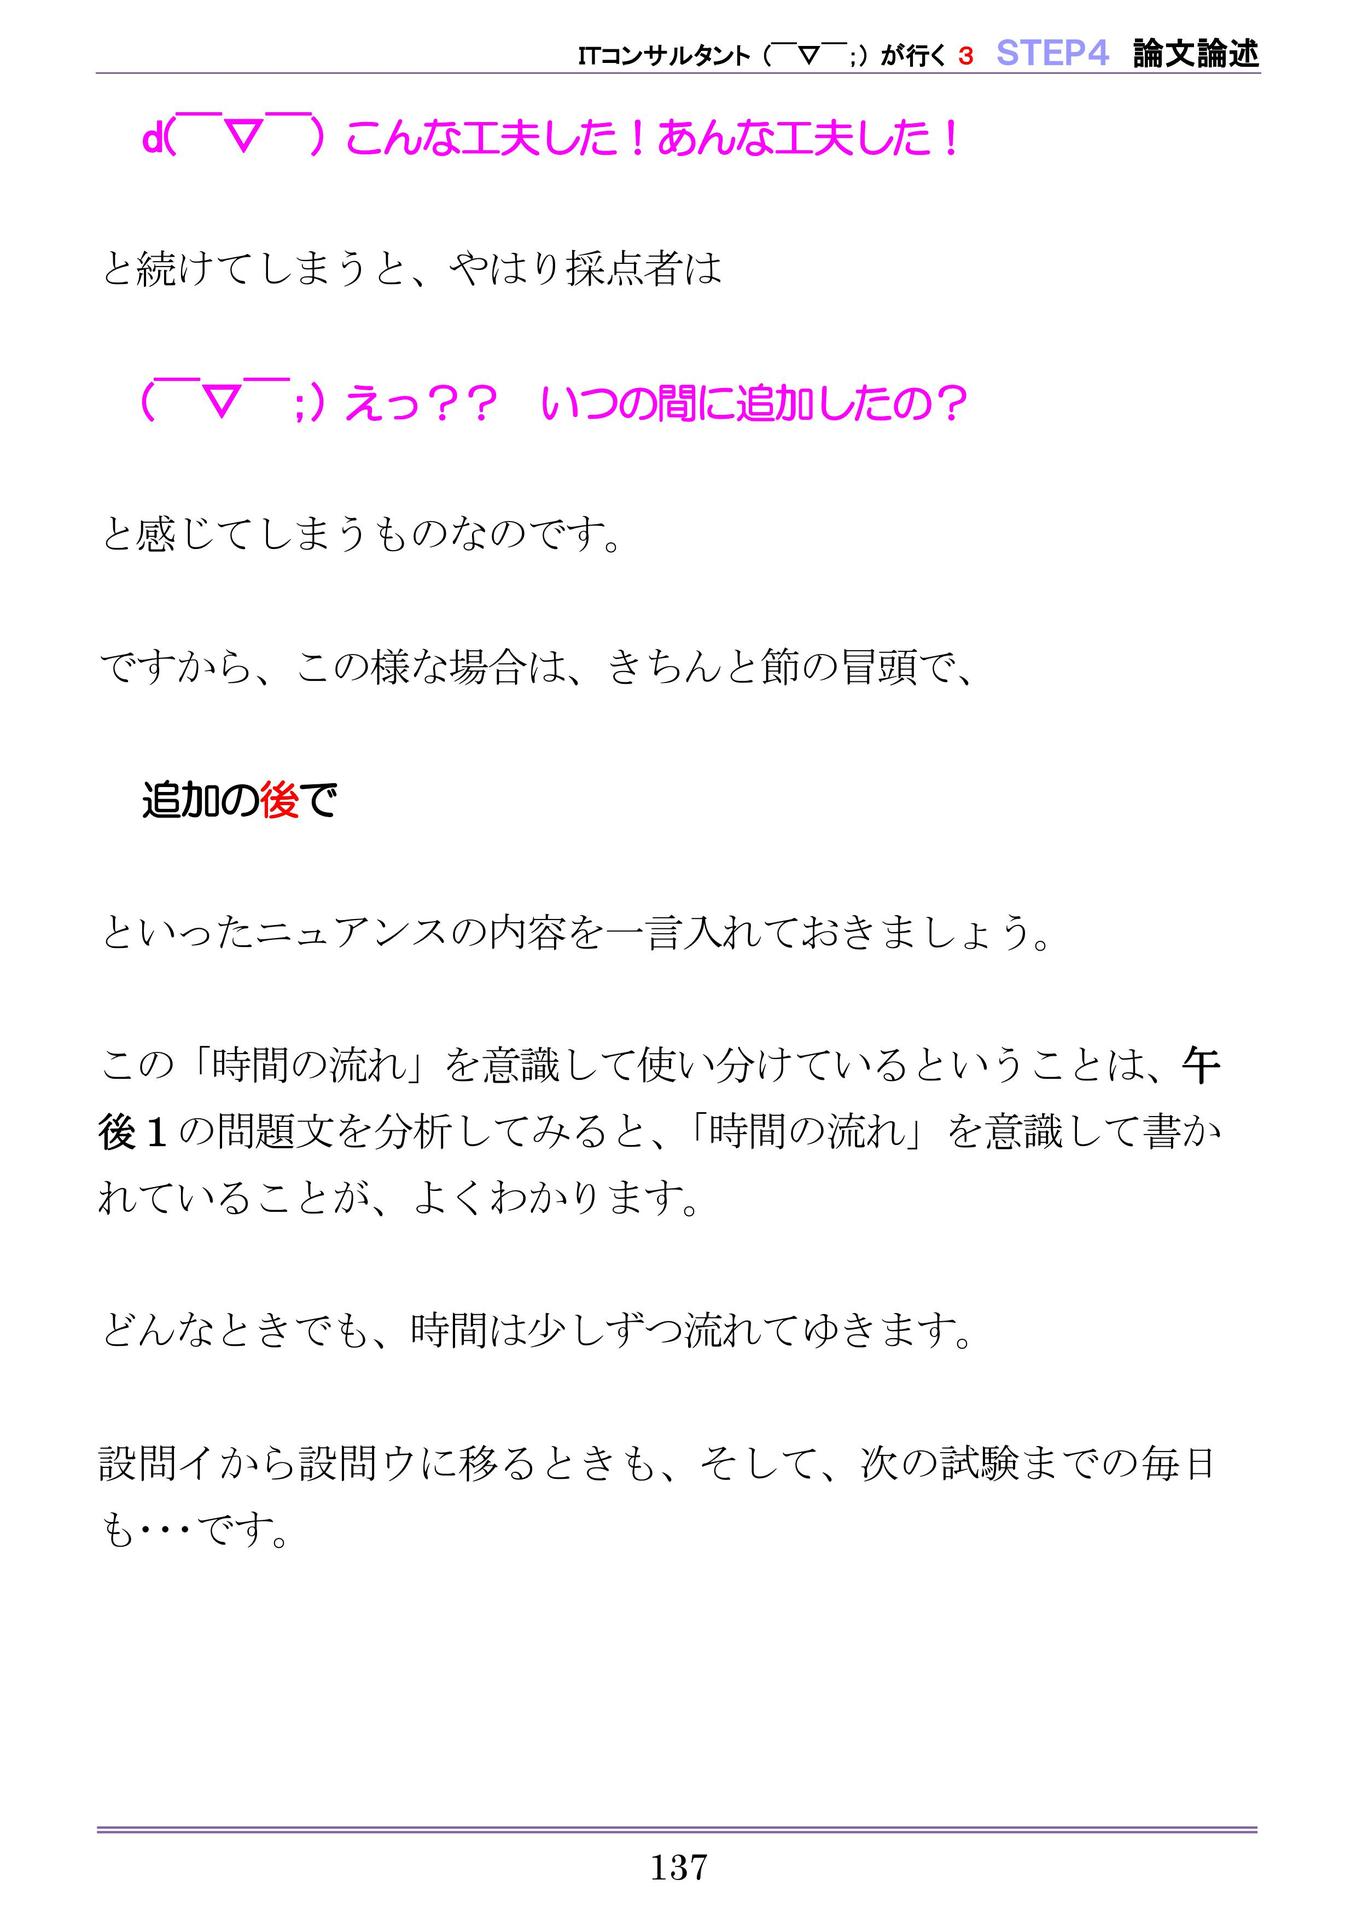 ITコンサルタント（￣▽￣；）が行く 3 STEP4 論文論述
d(￣▽￣）こんな工夫した！あんな工夫した！
と続けてしまうと、やはり採点者は
（￣▽￣；）えっ？？　いつの間に追加したの？
と感じてしまうものなのです。
ですから、この様な場合は、きちんと節の冒頭で、
追加の後で
といったニュアンスの内容を一言入れておきましょう。
この「時間の流れ」を意識して使い分けているということは、午
後１の問題文を分析してみると、「時間の流れ」を意識して書か
れていることが、よくわかります。
どんなときでも、時間は少しずつ流れてゆきます。
設問イから設問ウに移るときも、そして、次の試験までの毎日
も･･･です。
137